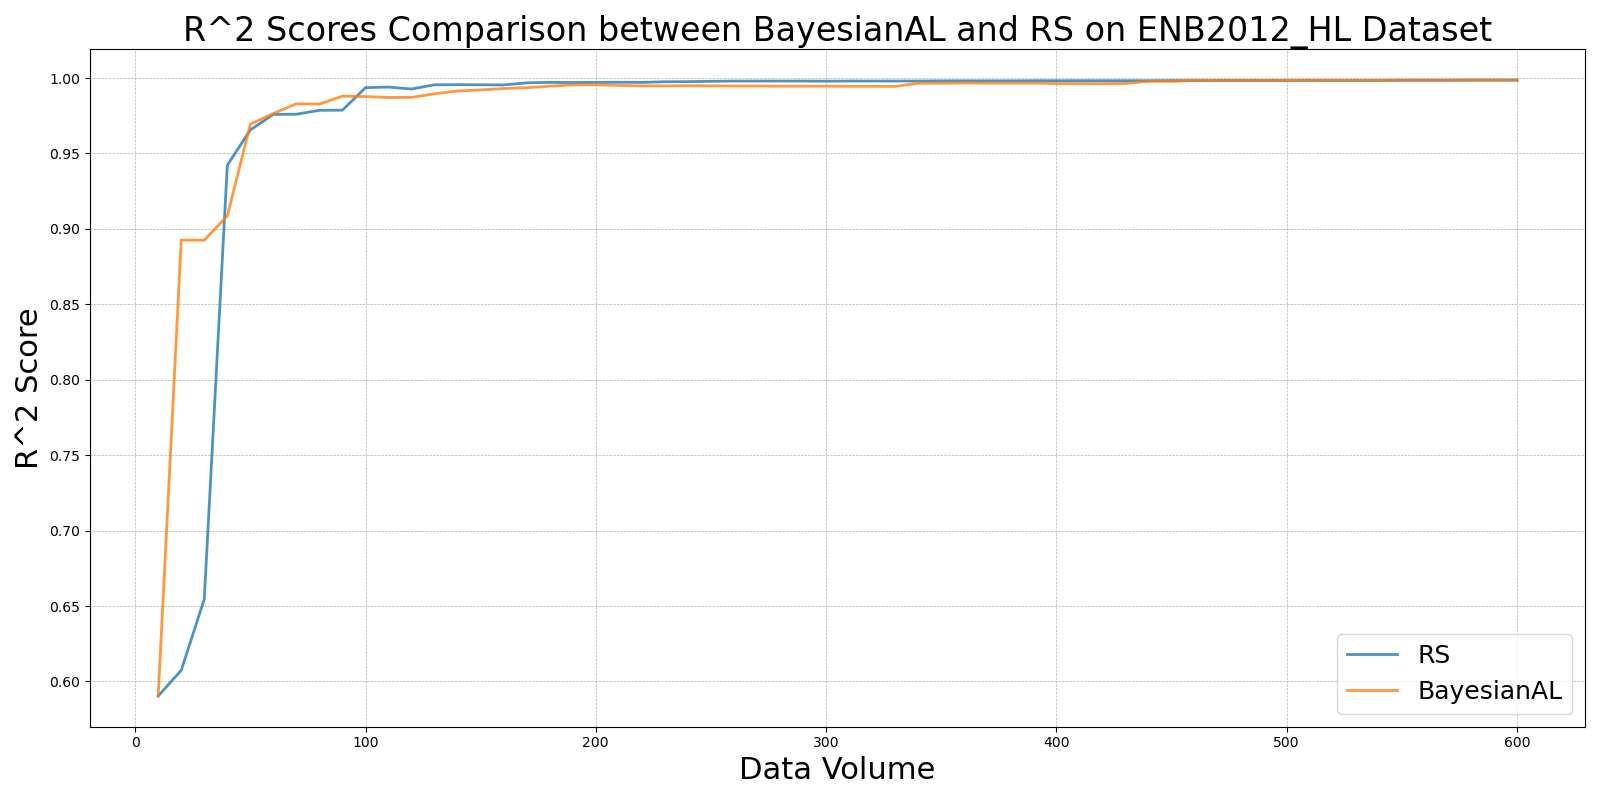 R^2 Scores Comparison between BayesianAL and RS on ENB2012_HL Dataset
R^2 Score
1.00
0.95
0.90
0.85
0.80
0.75
0.70
0.65
0.60
RS
BayesianAL
0 100 200 300 400 500 600
Data Volume